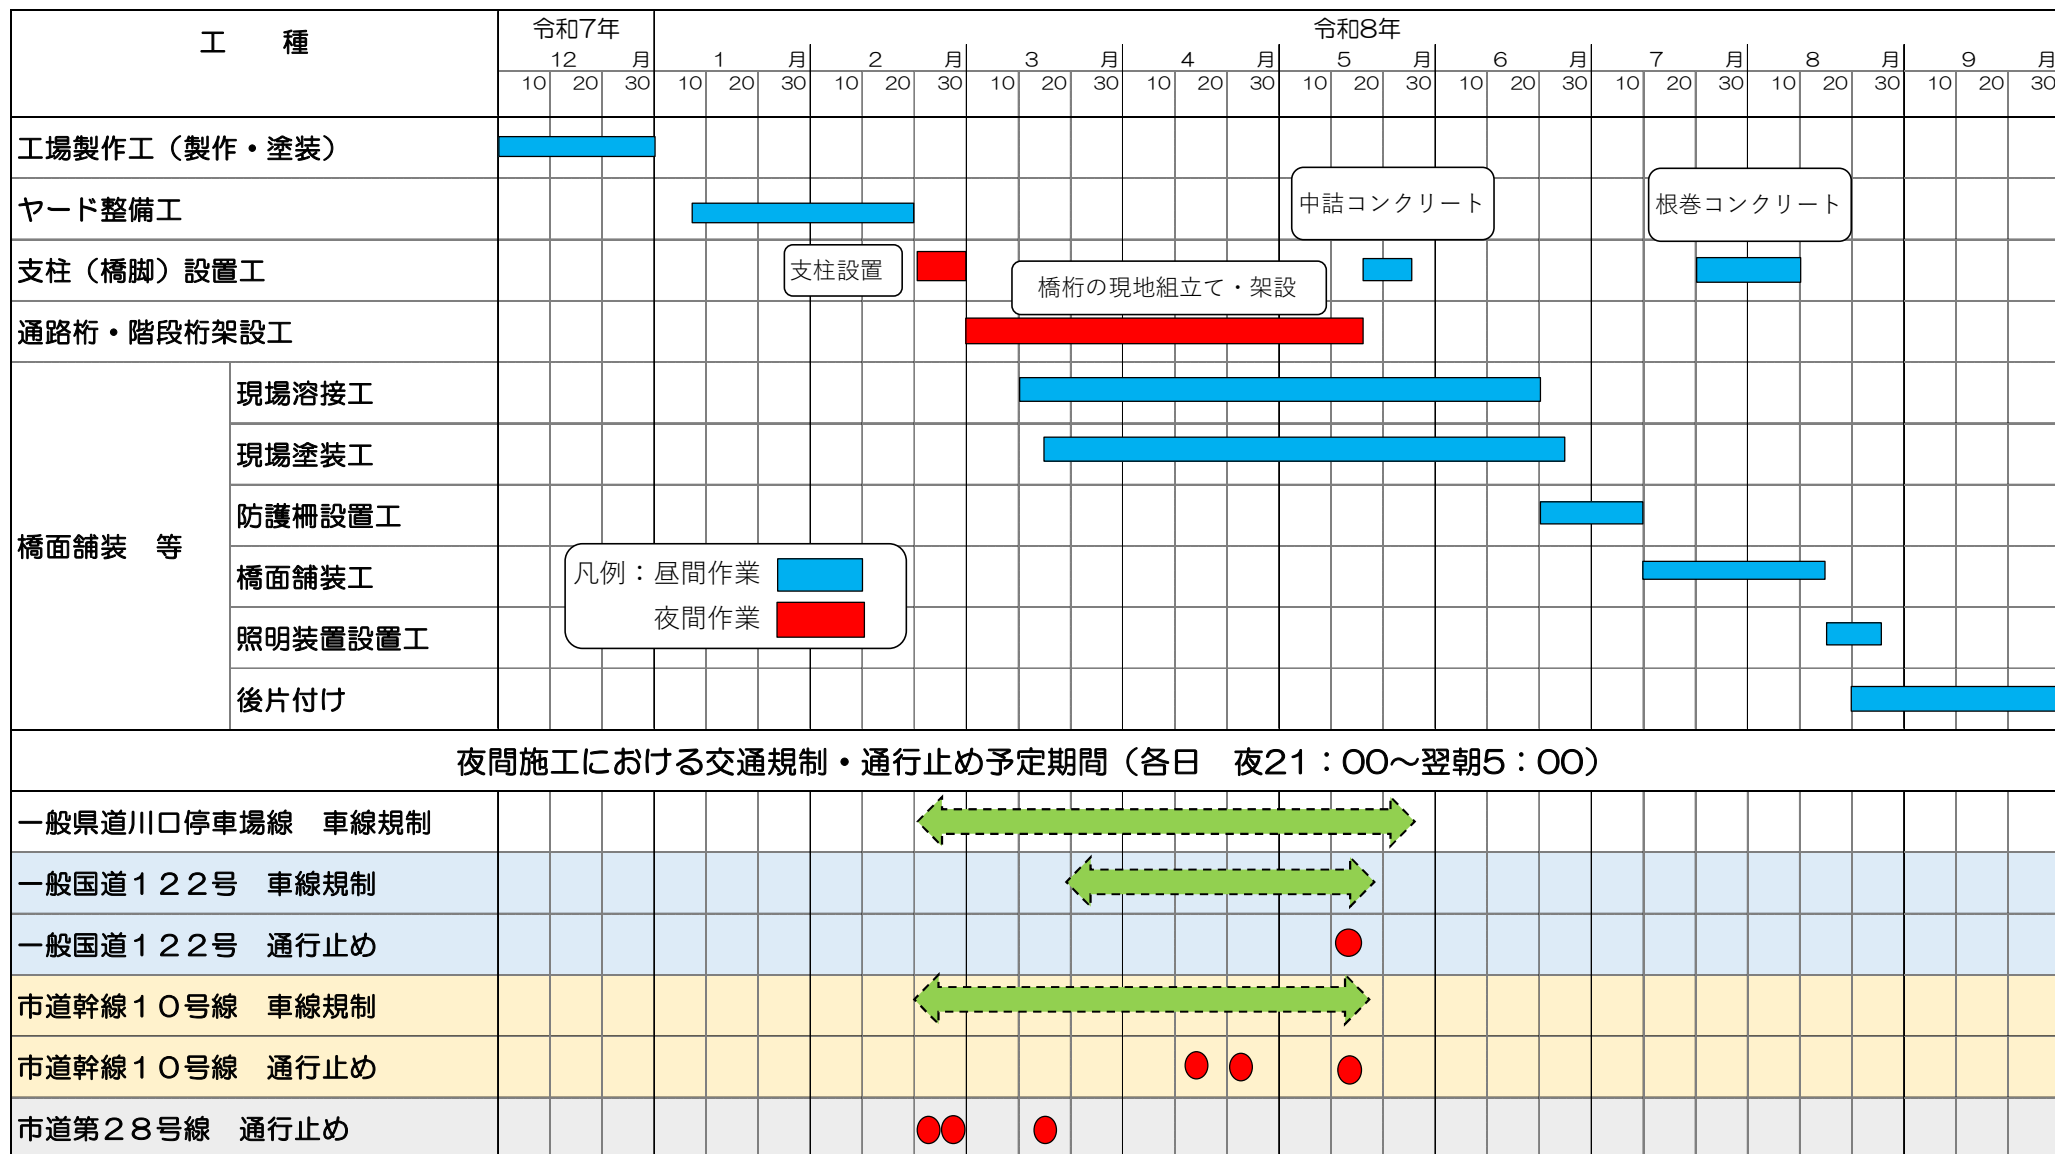 工　　種
令和7年
令和8年
12　月 1　月 2　月 3　月 4　月 5　月 6　月 7　月 8　月 9　月
10 20 30 10 20 30 10 20 30 10 20 30 10 20 30 10 20 30 10 20 30 10 20 30 10 20 30 10 20 30
工場製作工（製作・塗装）
ヤード整備工
中詰コンクリート
根巻コンクリート
支柱（橋脚）設置工
支柱設置
橋桁の現地組立て・架設
通路桁・階段桁架設工
橋面舗装　等
現場溶接工
現場塗装工
防護柵設置工
橋面舗装工
照明装置設置工
後片付け
凡例：昼間作業
夜間作業
夜間施工における交通規制・通行止め予定期間（各日　夜21：00～翌朝5：00）
一般県道川口停車場線　車線規制
一般国道１２２号　車線規制
一般国道１２２号　通行止め
市道幹線１０号線　車線規制
市道幹線１０号線　通行止め
市道第２８号線　通行止め